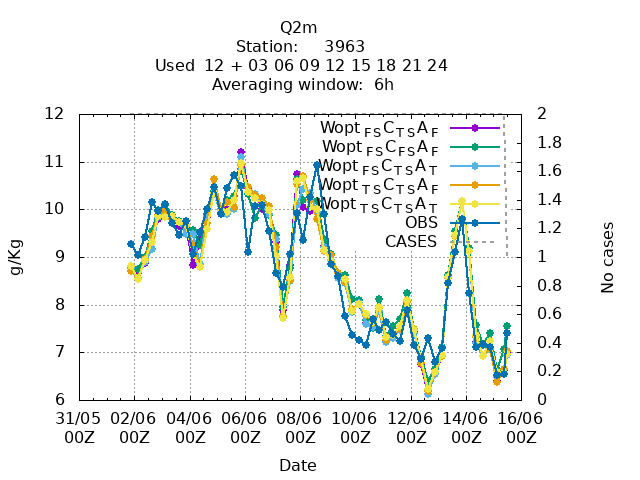 Q2m
Station: 3963
Used 12 + 03 06 09 12 15 18 21 24
Averaging window: 6h
Wopt FS C TS A F
Wopt FS C FS A F
Wopt FS C TS A T
Wopt TS C TS A F
Wopt TS C TS A T
OBS
CASES
12
11
10
9
8
7
6
g/Kg
2
1.8
1.6
1.4
1.2
1
0.8
0.6
0.4
0.2
0
No cases
31/05 02/06 04/06 06/06 08/06 10/06 12/06 14/06 16/06
00Z 00Z 00Z 00Z 00Z 00Z 00Z 00Z 00Z
Date